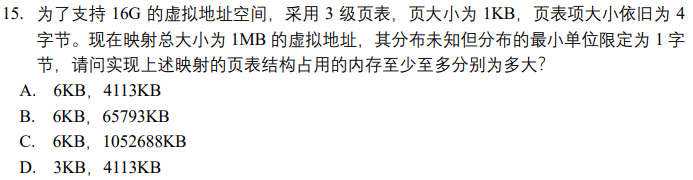 15. 为了支持 16G 的虚拟地址空间，采用 3 级页表，页大小为 1KB，页表项大小依旧为 4
字节。现在映射总大小为 1MB 的虚拟地址，其分布未知但分布的最小单位限定为 1 字
节，请问实现上述映射的页表结构占用的内存至少至多分别为多大？
A. 6KB，4113KB
B. 6KB，65793KB
C. 6KB，1052688KB
D. 3KB，4113KB